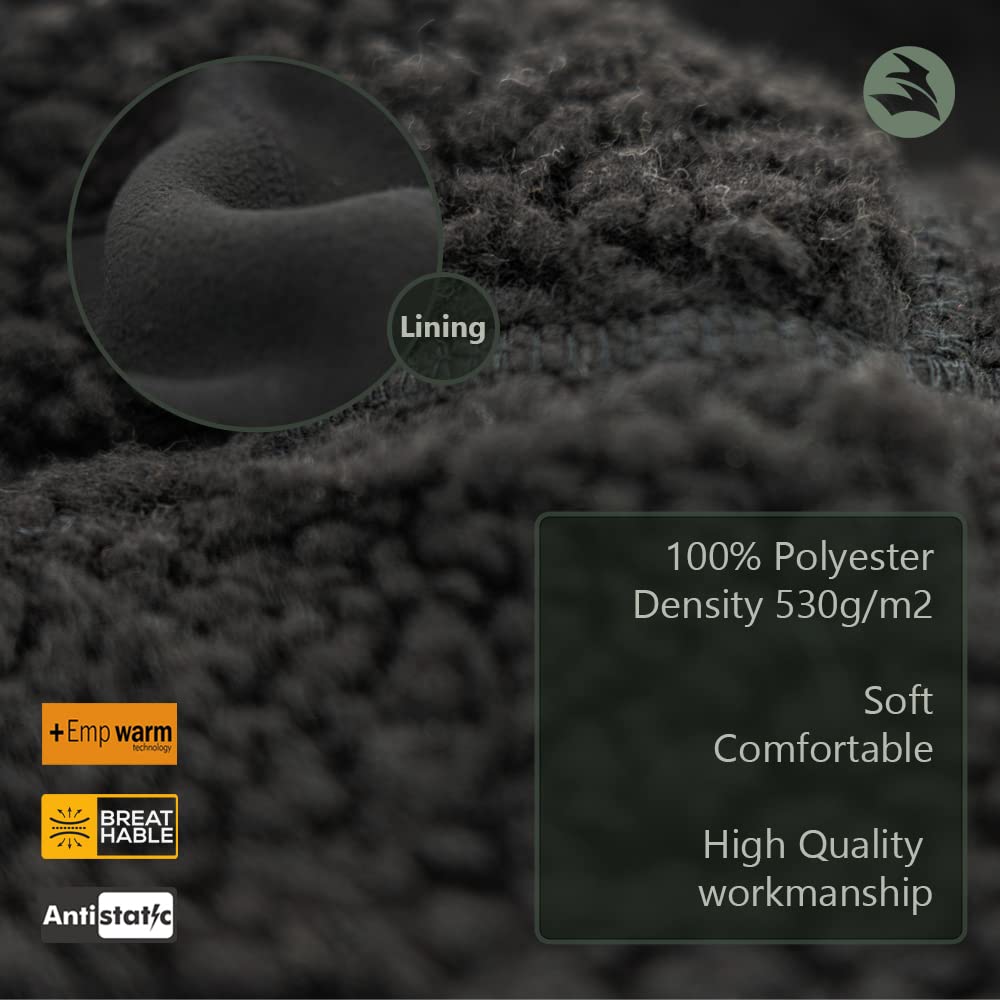 Lining
100% Polyester
Density 530g/m2
Soft
Comfortable
High Quality
workmanship
+Emp warm
technology
BREAT
HABLE
Antistatic